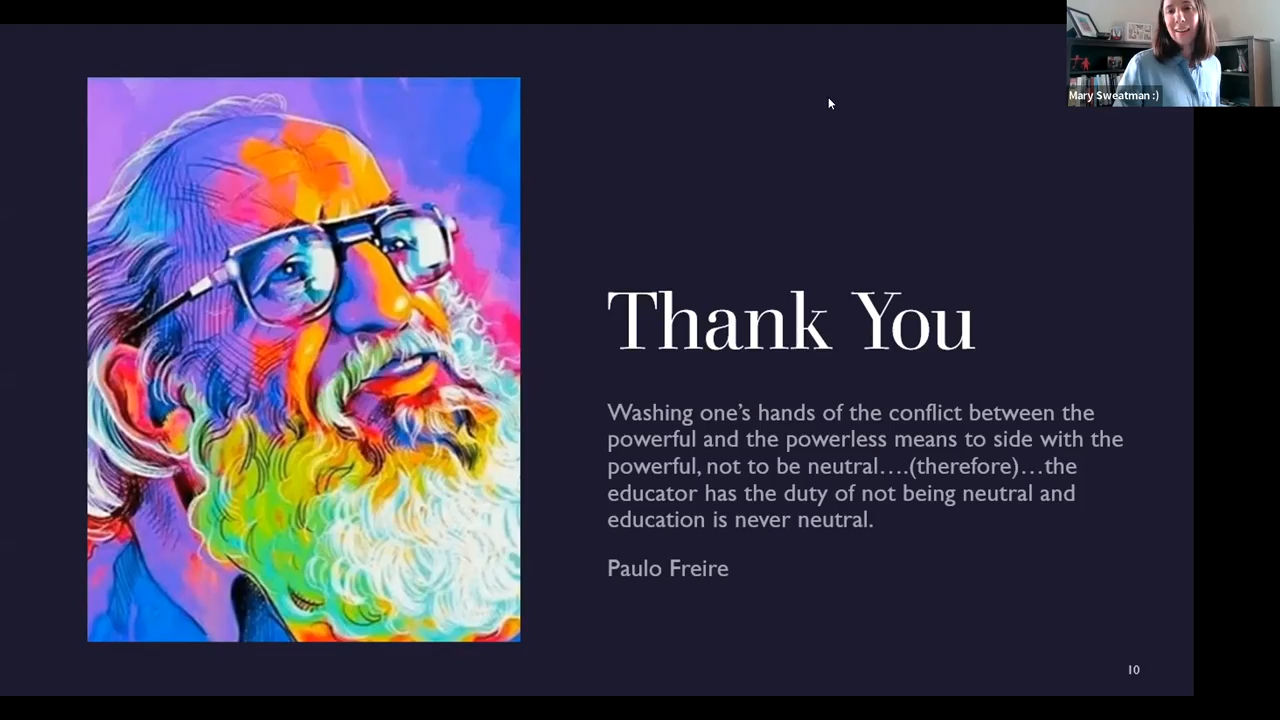 Mary Sweatman :)
Thank You
Washing one’s hands of the conflict between the
powerful and the powerless means to side with the
powerful, not to be neutral….(therefore)…the
educator has the duty of not being neutral and
education is never neutral.
Paulo Freire
10